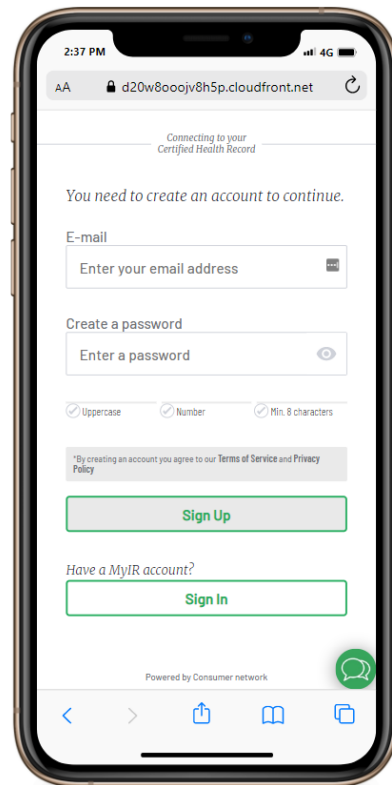 2:37 PM
4G
AA d20w8ooojv8h5p.cloudfront.net
Connecting to your
Certified Health Record
You need to create an account to continue.
E-mail
Enter your email address
Create a password
Enter a password
Uppercase Number Min. 8 characters
*By creating an account you agree to our Terms of Service and Privacy
Policy
Sign Up
Have a MyIR account?
Sign In
Powered by Consumer network